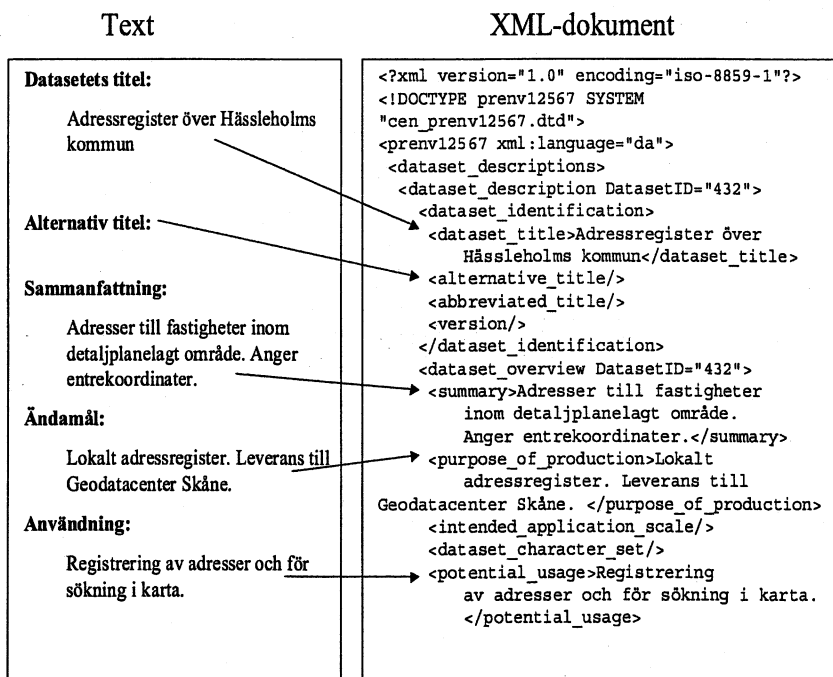 Text
Datasetets titel:
Adressregister över Hässleholms
kommun
Alternativ titel:
Sammanfattning:
Adresser till fastigheter inom
detaljplanelagt område. Anger
entrekoordinater.
Ändamål:
Lokalt adressregister. Leverans till
Geodatacenter Skåne.
Användning:
Registrering av adresser och för
sökning i karta.
XML-dokument
<?xml version="1.0" encoding="iso-8859-1"?>
<!DOCTYPE prenv12567 SYSTEM
"cen_prenv12567.dtd">
<prenv12567 xml:language="da">
<dataset_descriptions>
<dataset_description DatasetID="432">
<dataset_identification>
<dataset_title>Adressregister över
Hässleholms kommun</dataset_title>
<alternative_title/>
<abbreviated_title/>
<version/>
</dataset_identification>
<dataset_overview DatasetID="432">
<summary>Adresser till fastigheter
inom detaljplanelagt område.
Anger entrekoordinater.</summary>
<purpose_of_production>Lokalt
adressregister. Leverans till
Geodatacenter Skåne. </purpose_of_production>
<intended_application_scale/>
<dataset_character_set/>
<potential_usage>Registrering
av adresser och för sökning i karta.
</potential_usage>